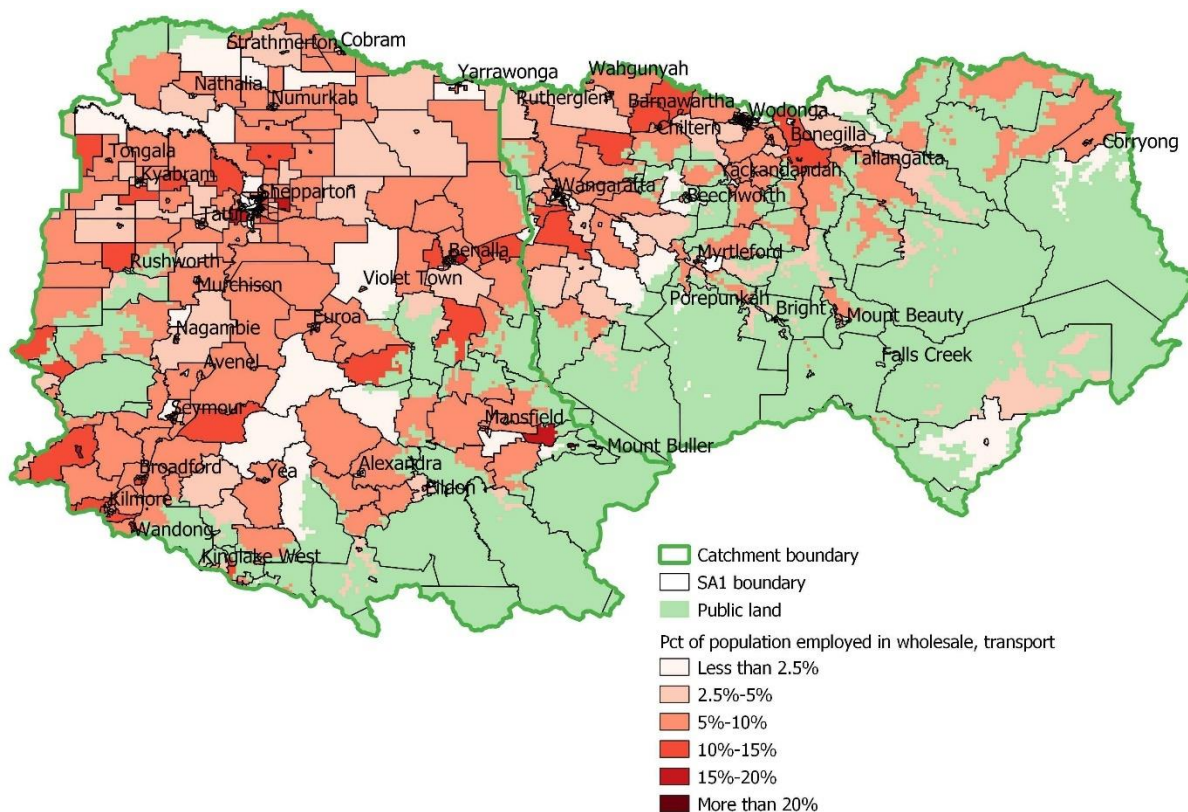 Strathmerton
Cobram
Nathalia
Numurkah
Yarrawonga
Wahgunyah
Rutherglen
Barnawartha
Wodonga
Chiltern
Bonegilla
Corryong
Tongala
Kyabram
Shepparton
Tallangatta
Yackandandah
Wangaratta
Beechworth
Tatura
Benalla
Myrtleford
Rushworth
Murchison
Violet Town
Porepunkah
Bright
Mount Beauty
Nagambie
Euroa
Falls Creek
Avenel
Seymour
Mansfield
Mount Buller
Broadford
Yea
Alexandra
Eildon
Kilmore
Wandong
Kinglake West
Catchment boundary
SA1 boundary
Public land
Pct of population employed in wholesale, transport
Less than 2.5%
2.5%-5%
5%-10%
10%-15%
15%-20%
More than 20%